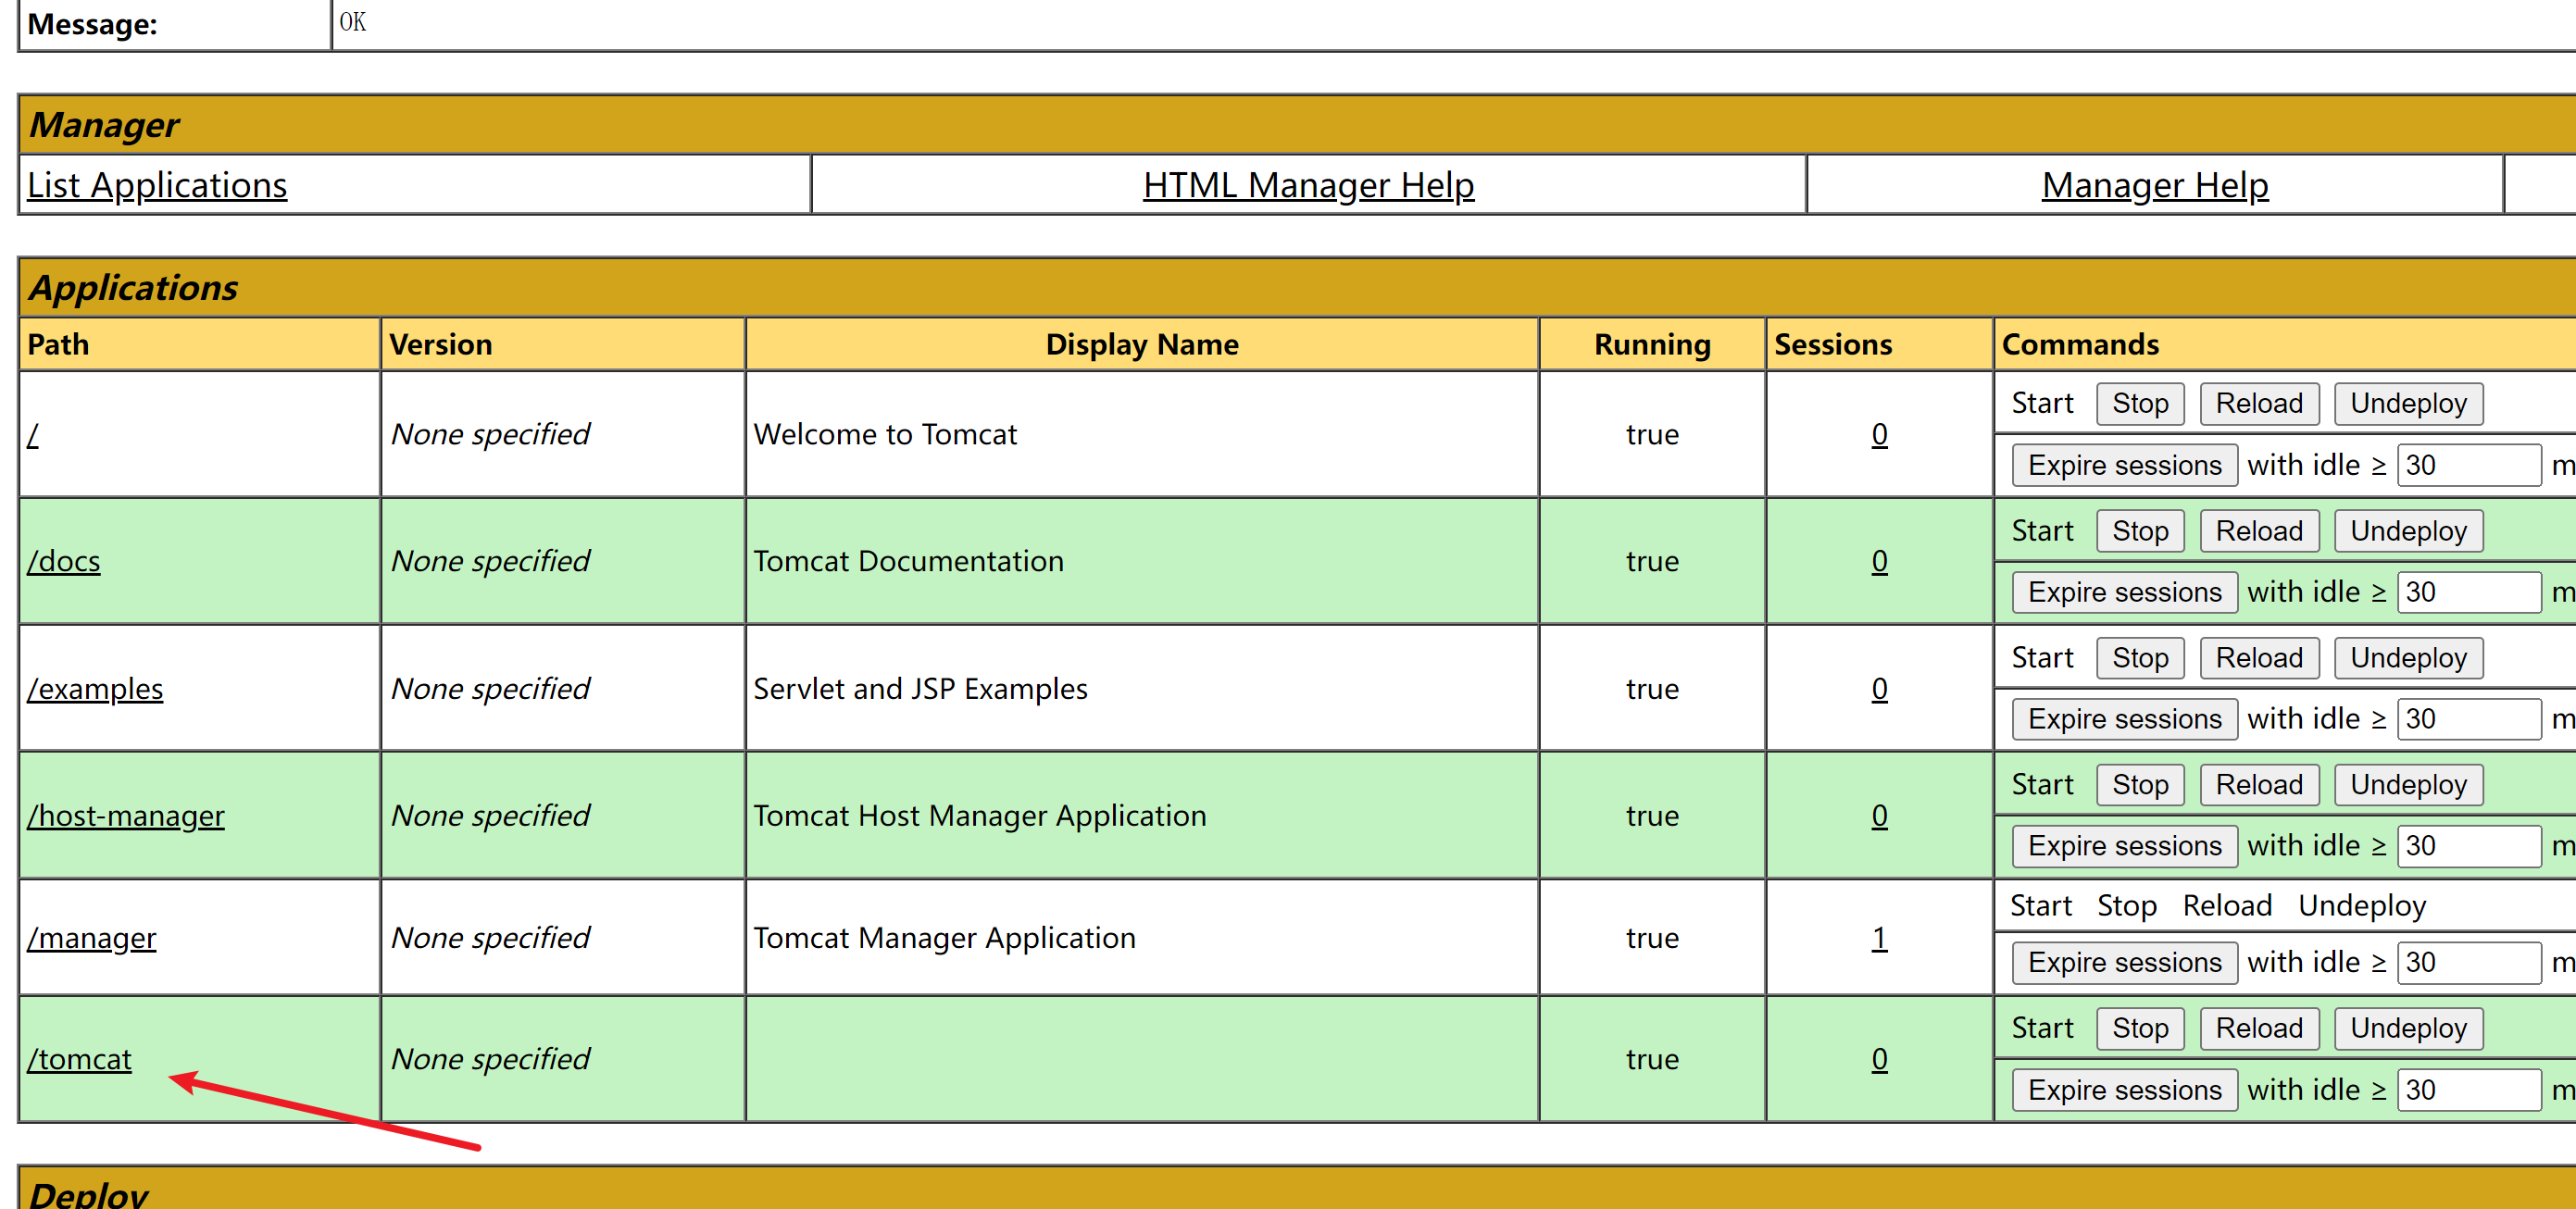 Message: OK
Manager
List Applications HTML Manager Help Manager Help
Applications
Path Version Display Name Running Sessions Commands
/ None specified Welcome to Tomcat true 0 Start Stop Reload Undeploy
Expire sessions with idle ≥ 30 m
/docs None specified Tomcat Documentation true 0 Start Stop Reload Undeploy
Expire sessions with idle ≥ 30 m
/examples None specified Servlet and JSP Examples true 0 Start Stop Reload Undeploy
Expire sessions with idle ≥ 30 m
/host-manager None specified Tomcat Host Manager Application true 0 Start Stop Reload Undeploy
Expire sessions with idle ≥ 30 m
/manager None specified Tomcat Manager Application true 1 Start Stop Reload Undeploy
Expire sessions with idle ≥ 30 m
/tomcat None specified true 0 Start Stop Reload Undeploy
Expire sessions with idle ≥ 30 m
Deploy